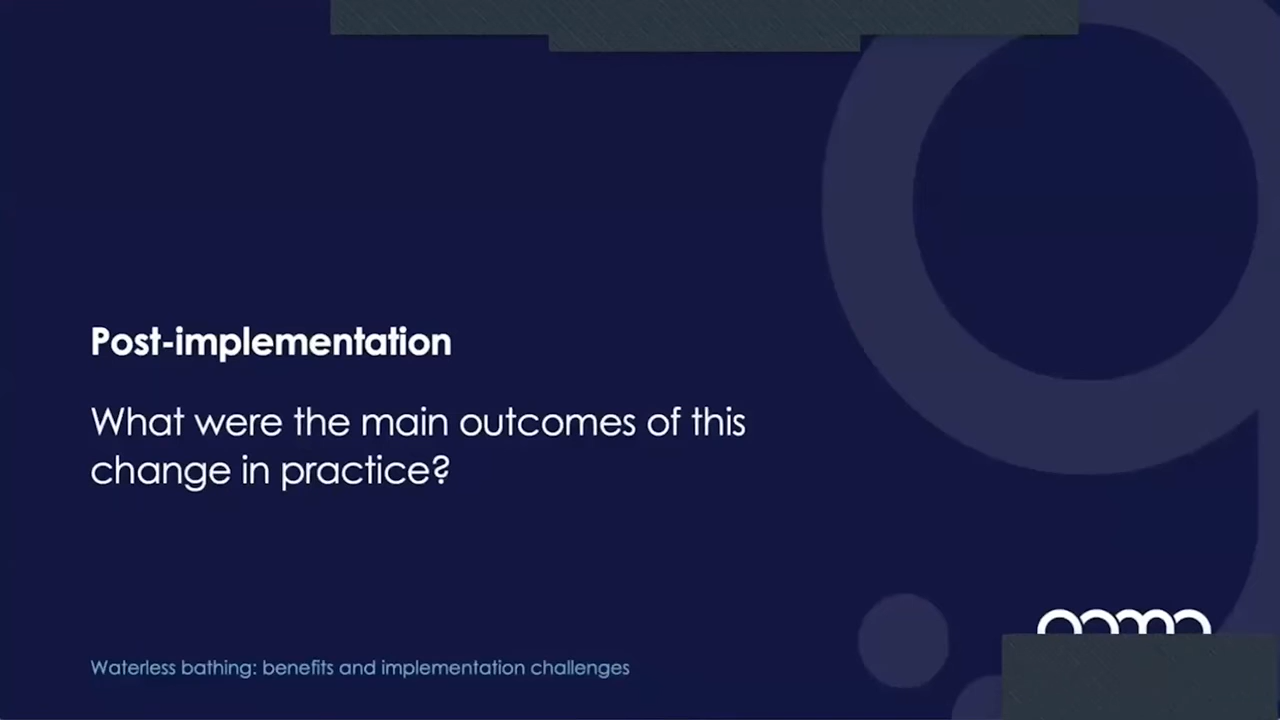 Post-implementation
What were the main outcomes of this
change in practice?
Waterless bathing: benefits and implementation challenges